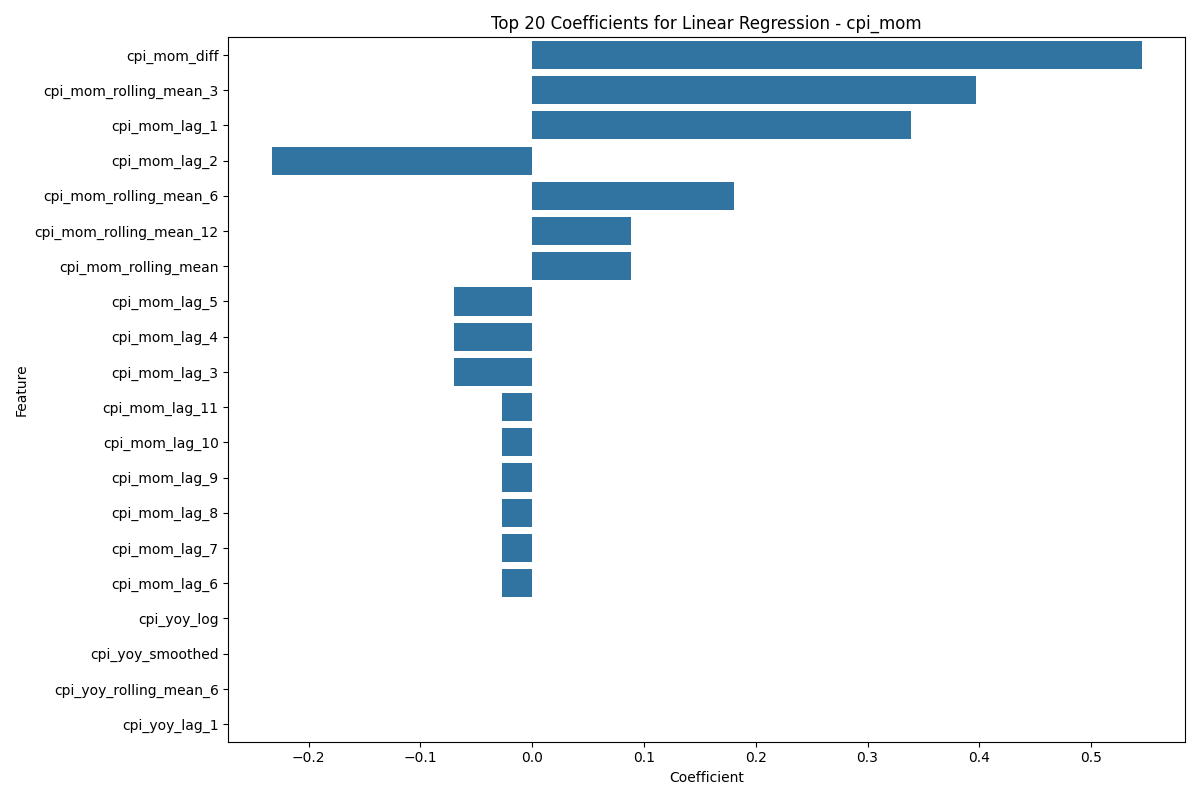 Top 20 Coefficients for Linear Regression - cpi_mom
Feature
cpi_mom_diff
cpi_mom_rolling_mean_3
cpi_mom_lag_1
cpi_mom_lag_2
cpi_mom_rolling_mean_6
cpi_mom_rolling_mean_12
cpi_mom_rolling_mean
cpi_mom_lag_5
cpi_mom_lag_4
cpi_mom_lag_3
cpi_mom_lag_11
cpi_mom_lag_10
cpi_mom_lag_9
cpi_mom_lag_8
cpi_mom_lag_7
cpi_mom_lag_6
cpi_yoy_log
cpi_yoy_smoothed
cpi_yoy_rolling_mean_6
cpi_yoy_lag_1
−0.2 −0.1 0.0 0.1 0.2 0.3 0.4 0.5
Coefficient